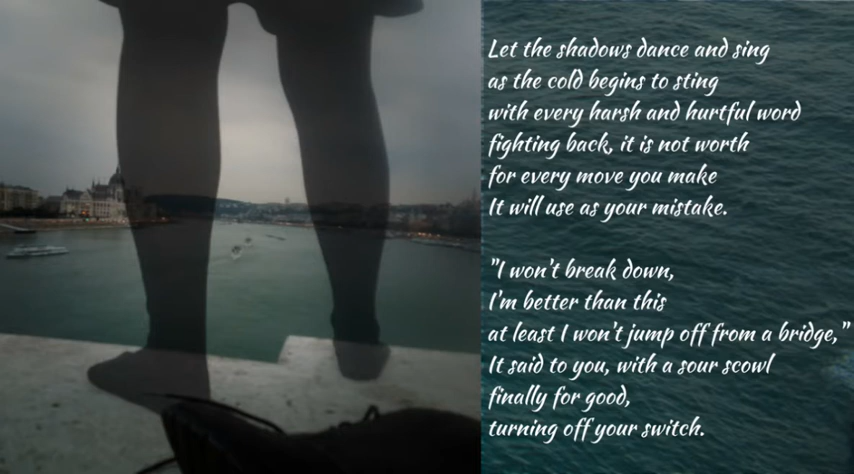 Let the shadows dance and sing
as the cold begins to sting
with every harsh and hurtful word
fighting back, it is not worth
for every move you make
It will use as your mistake.
"I won't break down,
I'm better than this
at least I won't jump off from a bridge,"
It said to you, with a sour scowl
finally for good,
turning off your switch.